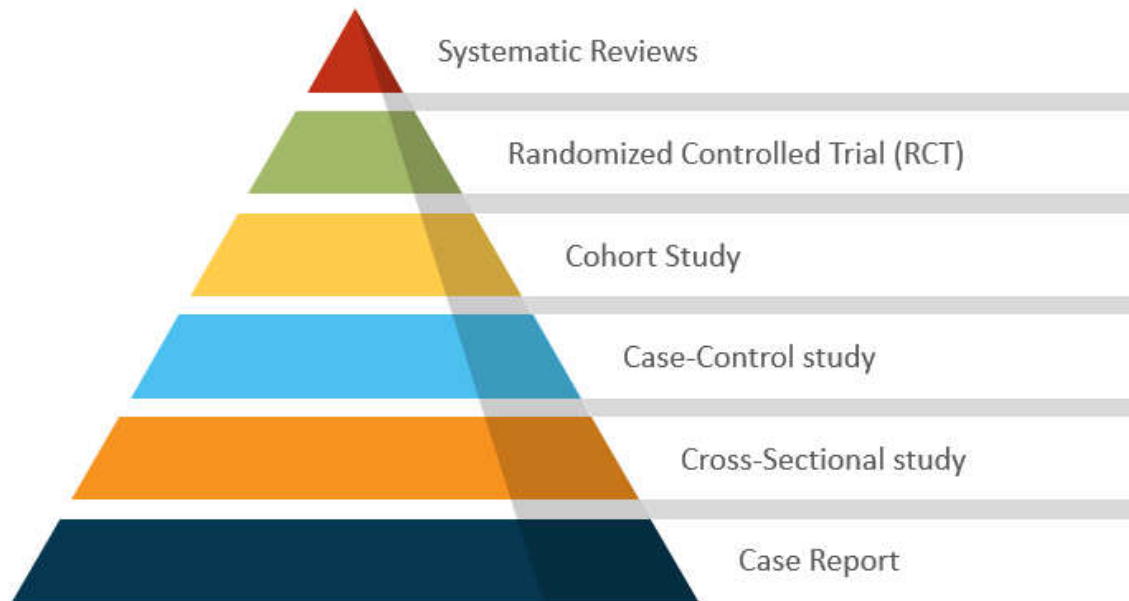 Systematic Reviews
Randomized Controlled Trial (RCT)
Cohort Study
Case-Control study
Cross-Sectional study
Case Report